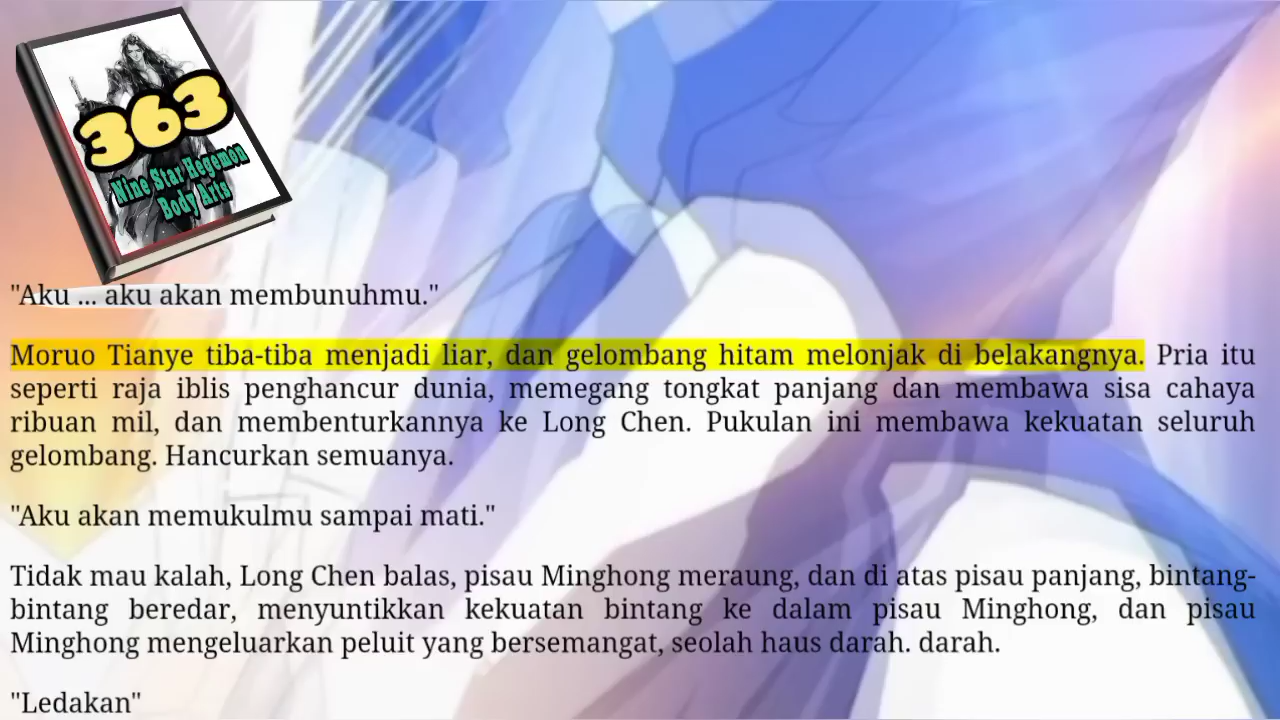 363
Nine Star Hegemon
Body Arts
"Aku ... aku akan membunuhmu."
Moruo Tianye tiba-tiba menjadi liar, dan gelombang hitam melonjak di belakangnya. Pria itu
seperti raja iblis penghancur dunia, memegang tongkat panjang dan membawa sisa cahaya
ribuan mil, dan membenturkannya ke Long Chen. Pukulan ini membawa kekuatan seluruh
gelombang. Hancurkan semuanya.
"Aku akan memukulmu sampai mati."
Tidak mau kalah, Long Chen balas, pisau Minghong meraung, dan di atas pisau panjang, bintang-
bintang beredar, menyuntikkan kekuatan bintang ke dalam pisau Minghong, dan pisau
Minghong mengeluarkan peluit yang bersemangat, seolah haus darah. darah.
"Ledakan"